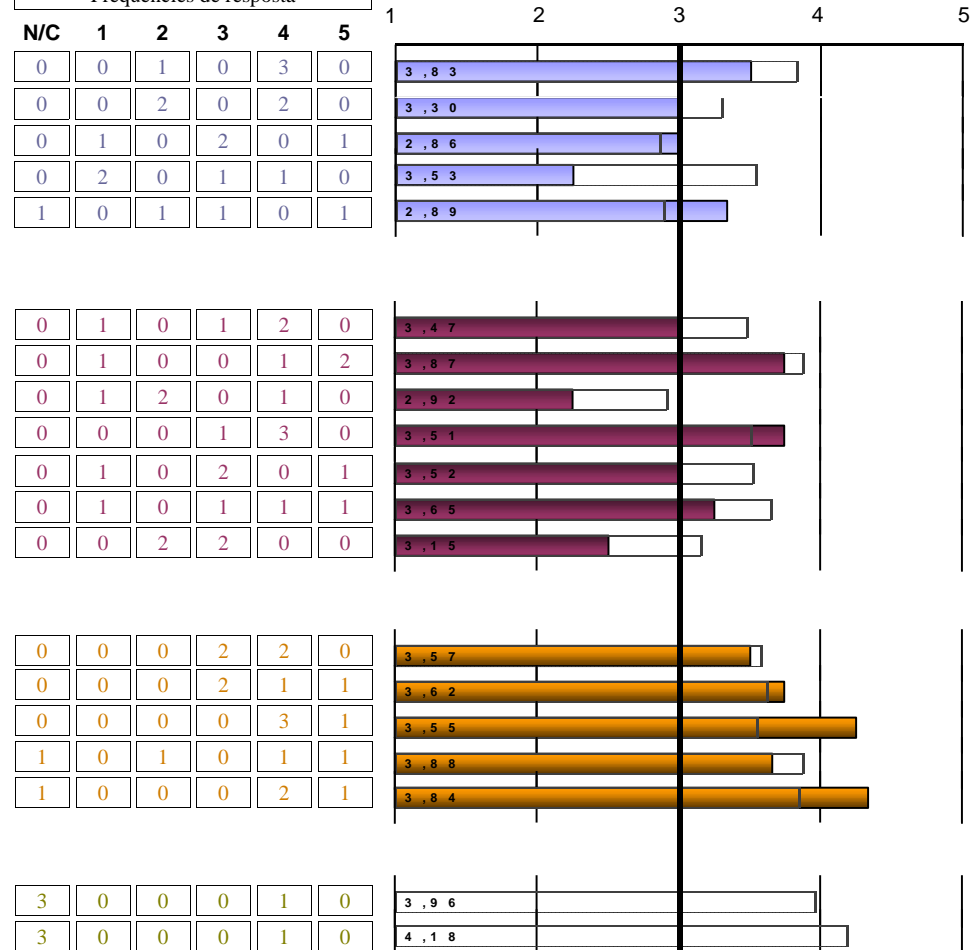 Freqüències de resposta
1 2 3 4 5
N/C 1 2 3 4 5
0 0 1 0 3 0 3,83
0 0 2 0 2 0 3,30
0 1 0 2 0 1 2,86
0 2 0 1 1 0 3,53
1 0 1 1 0 1 2,89
0 1 0 1 2 0 3,47
0 1 0 0 1 2 3,87
0 1 2 0 1 0 2,92
0 0 0 1 3 0 3,51
0 1 0 2 0 1 3,52
0 1 0 1 1 1 3,65
0 0 2 2 0 0 3,15
0 0 0 2 2 0 3,57
0 0 0 2 1 1 3,62
0 0 0 0 3 1 3,55
1 0 1 0 1 1 3,88
1 0 0 0 2 1 3,84
3 0 0 0 1 0 3,96
3 0 0 0 1 0 4,18